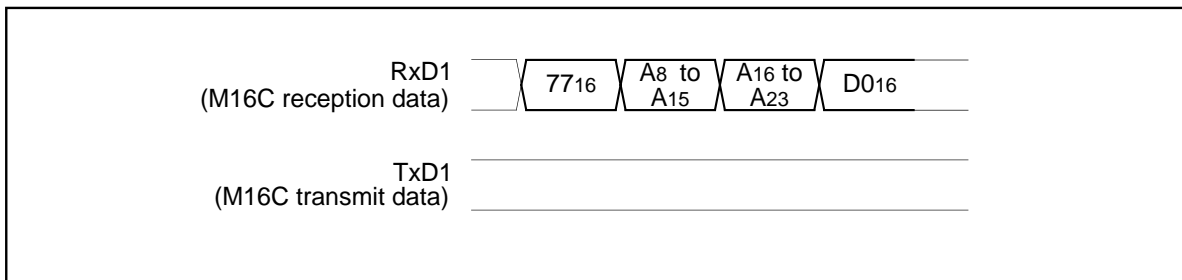 RxD1
(M16C reception data)
7716
A8 to
A15
A16 to
A23
D016
TxD1
(M16C transmit data)